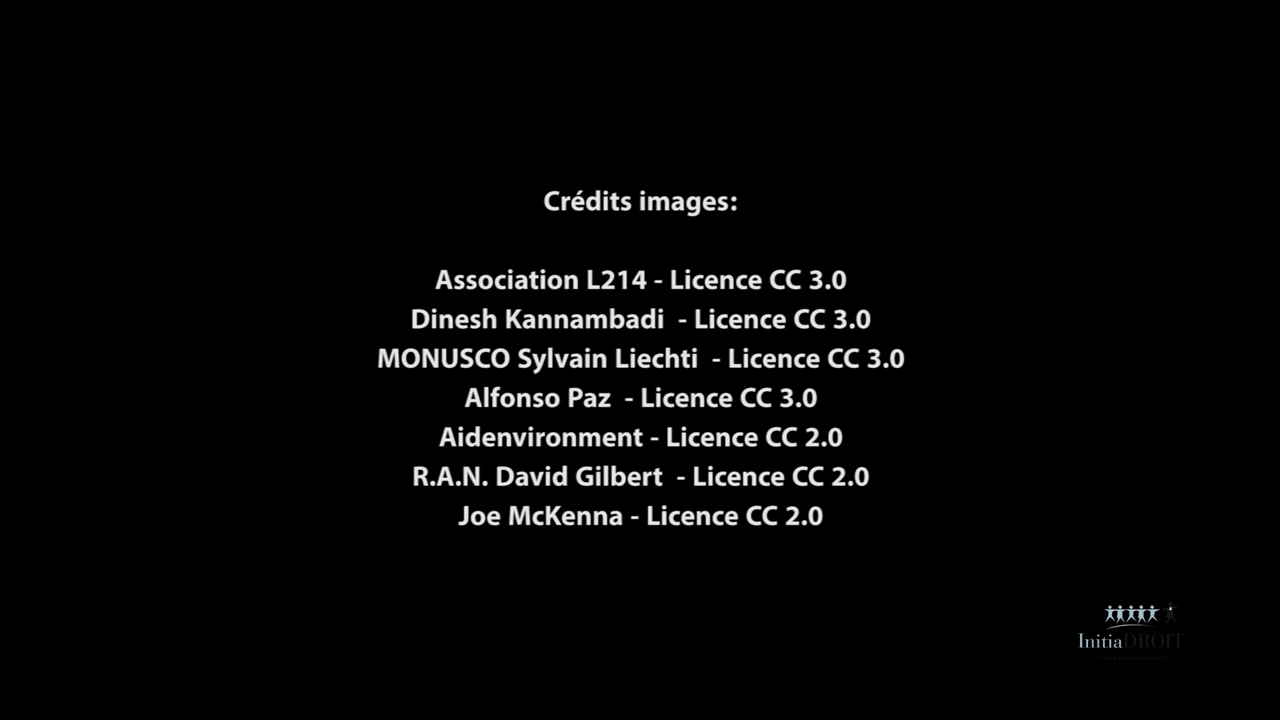 Crédits images:
Association L214 - Licence CC 3.0
Dinesh Kannambadi - Licence CC 3.0
MONUSCO Sylvain Liechti - Licence CC 3.0
Alfonso Paz - Licence CC 3.0
Aidenvironment - Licence CC 2.0
R.A.N. David Gilbert - Licence CC 2.0
Joe McKenna - Licence CC 2.0
InitiaDROIT